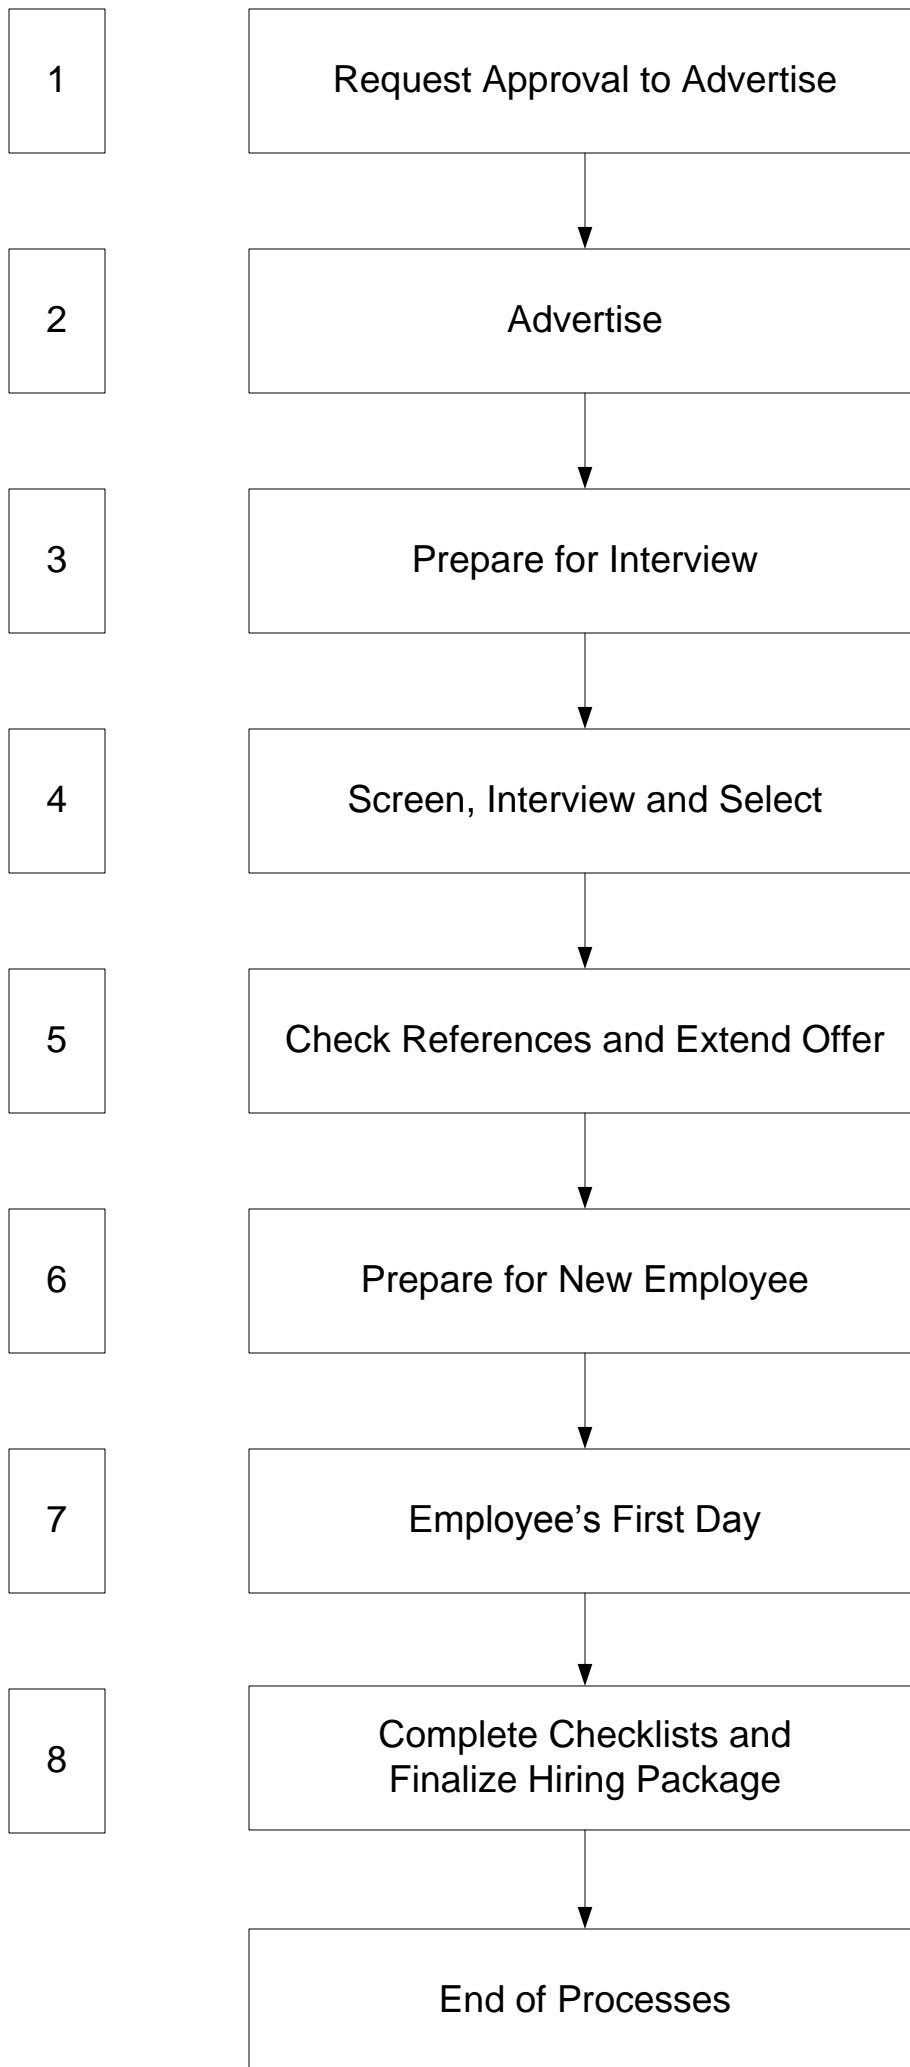 1
Request Approval to Advertise
2
Advertise
3
Prepare for Interview
4
Screen, Interview and Select
5
Check References and Extend Offer
6
Prepare for New Employee
7
Employee’s First Day
8
Complete Checklists and
Finalize Hiring Package
End of Processes